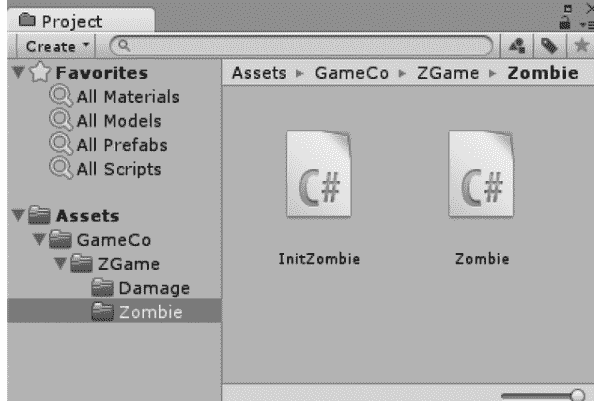 Project
Create
Favorites
All Materials
All Models
All Prefabs
All Scripts
Assets
GameCo
ZGame
Damage
Zombie
Assets GameCo ZGame Zombie
C# C#
InitZombie Zombie